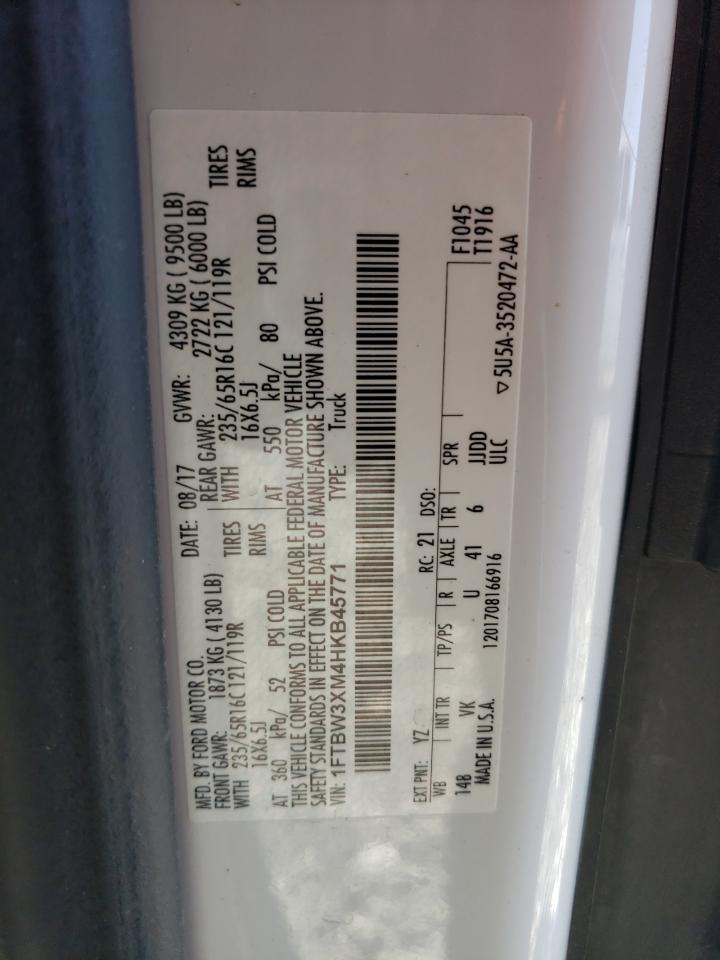 MFD. BY FORD MOTOR CO. DATE: 08/17 GVWR: 4309 KG ( 9500 LB)
FRONT GAWR: 1873 KG ( 4130 LB) REAR GAWR: 2722 KG ( 6000 LB)
WITH 235/65R16C 121/119R TIRES WITH 235/65R16C 121/119R TIRES
16X6.5J RIMS 16X6.5J RIMS
AT 360 kPa/ 52 PSI COLD AT 550 kPa/ 80 PSI COLD
THIS VEHICLE CONFORMS TO ALL APPLICABLE FEDERAL MOTOR VEHICLE
SAFETY STANDARDS IN EFFECT ON THE DATE OF MANUFACTURE SHOWN ABOVE.
VIN: 1FTBW3XM4HKB45771 TYPE: Truck
EXT PNT: YZ RC: 21 DSO: F1045
WB INT TR TP/PS R AXLE TR SPR T1916
148 VK U 41 6 JJDD
MADE IN U.S.A. 1201708166916 ULC ▽5U5A-3520472-AA